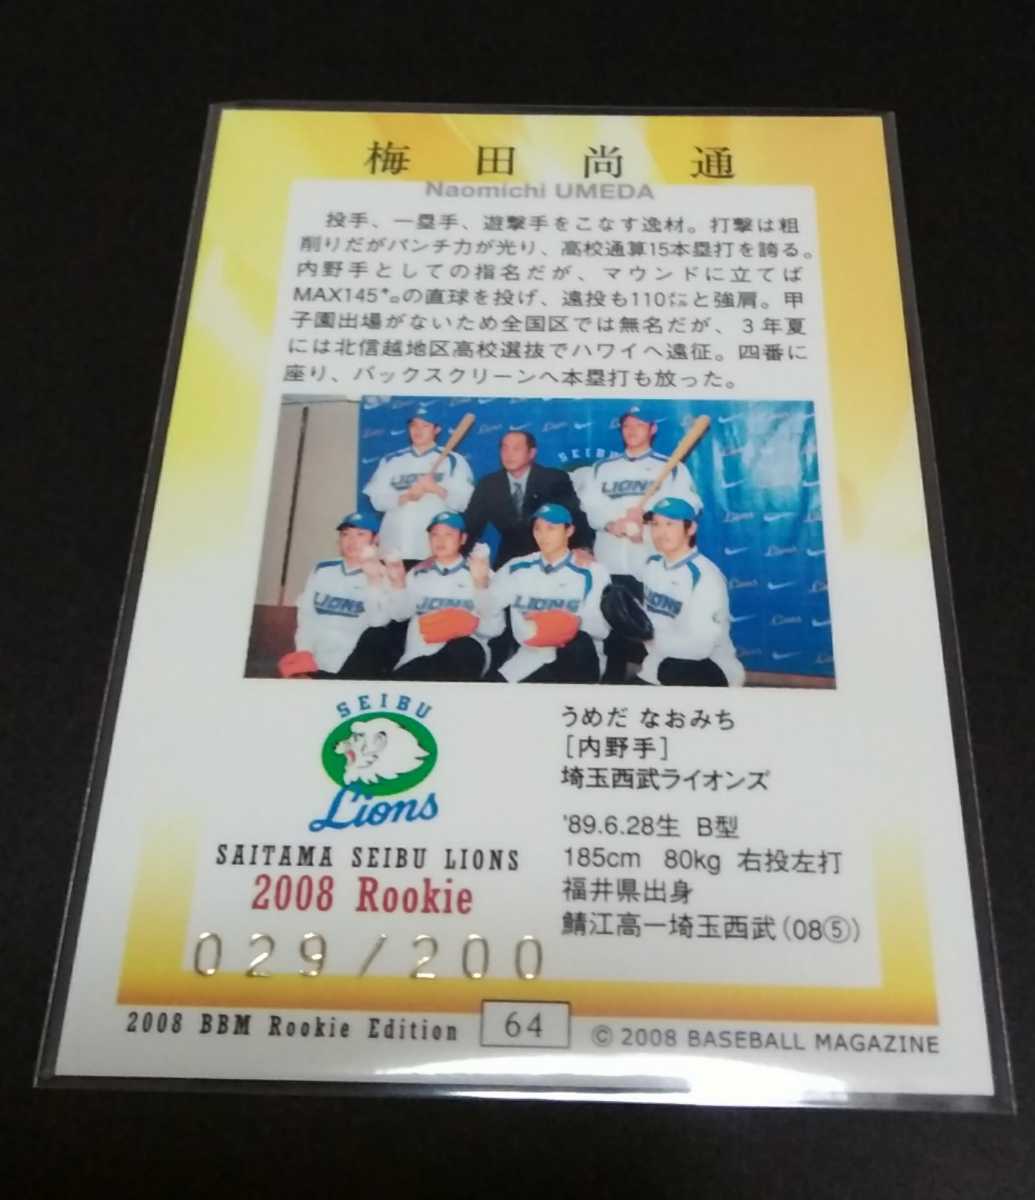 梅田尚通
Naomichi UMEDA
投手、一塁手、遊撃手をこなす逸材。打撃は粗
削りだがパンチ力が光り、高校通算15本塁打を誇る。
内野手としての指名だが、マウンドに立てば
MAX145㌔の直球を投げ、遠投も110㍍と強肩。甲
子園出場がないため全国区では無名だが、3年夏
には北信越地区高校選抜でハワイへ遠征。四番に
座り、バックスクリーンへ本塁打も放った。
Lions
SEIBU
LIONS
LIONS
LIONS
LIONS
LIONS
LIONS
Lions
Lions
Lions
SEIBU
Lions
SAITAMA SEIBU LIONS
2008 Rookie
029/200
うめだ なおみち
[内野手]
埼玉西武ライオンズ
'89.6.28生 B型
185cm 80kg 右投左打
福井県出身
鯖江高―埼玉西武(08⑤)
2008 BBM Rookie Edition
64
© 2008 BASEBALL MAGAZINE